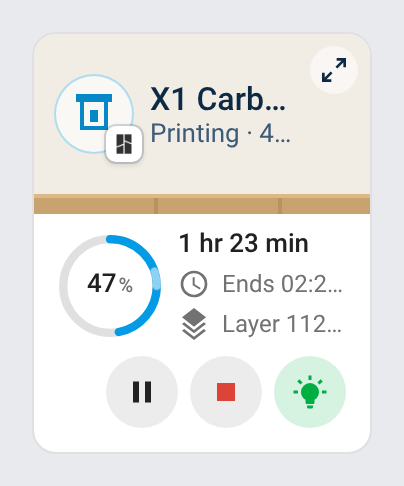 X1 Carb...
Printing · 4...
1 hr 23 min
47%
Ends 02:2...
Layer 112...